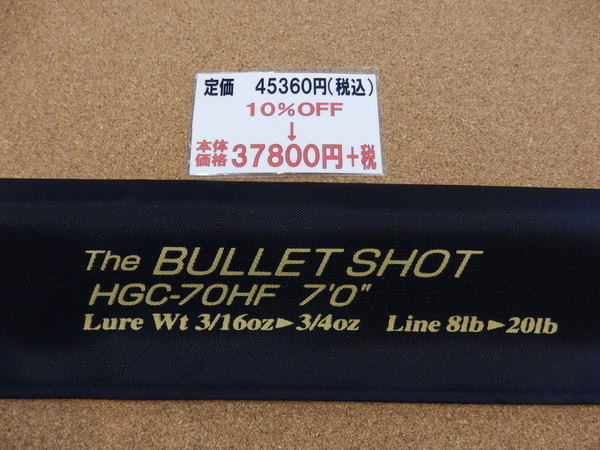 定価 45360円(税込)
10%OFF
↓
本体価格 37800円+税
The BULLET SHOT
HGC-70HF 7'0"
Lure Wt 3/16oz►3/4oz Line 8lb►20lb